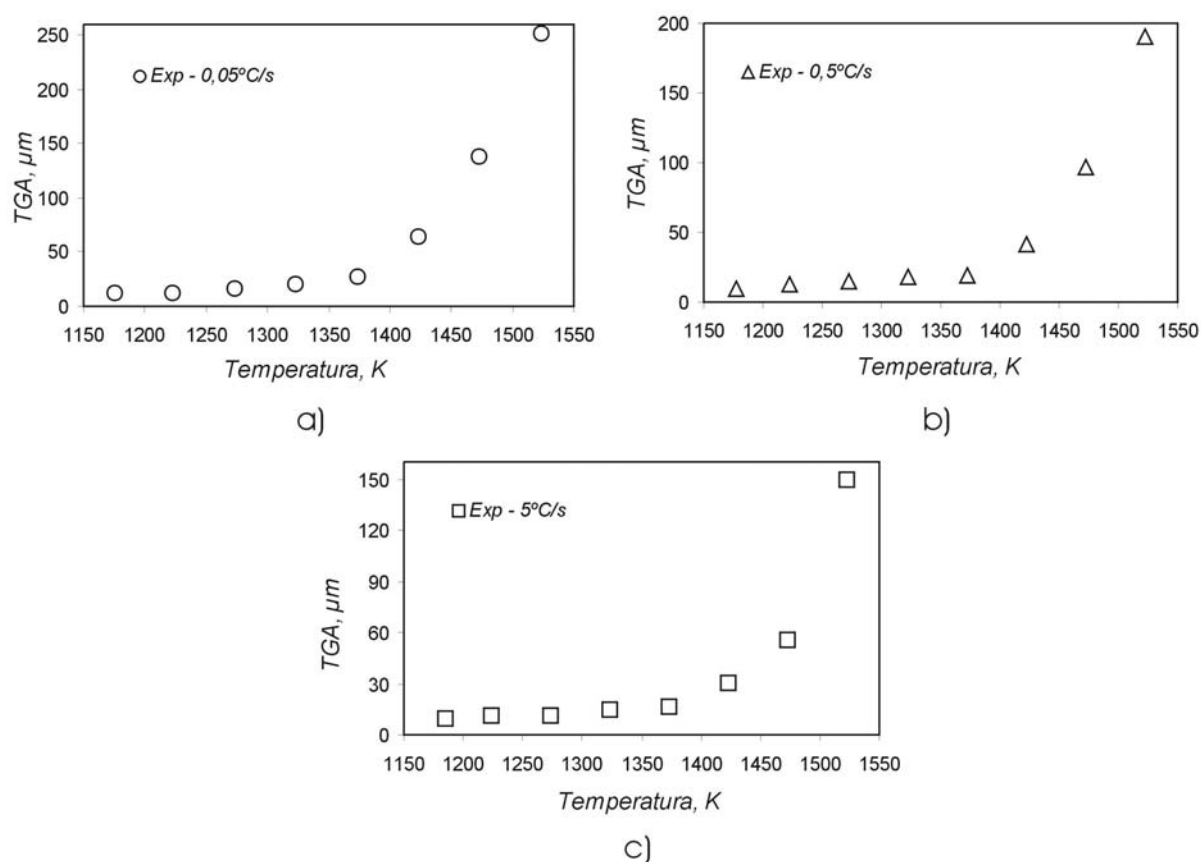 250
200
150
100
50
0
TGA, µm
Exp - 0,05ºC/s
1150 1200 1250 1300 1350 1400 1450 1500 1550
Temperatura, K
a)
200
150
100
50
0
TGA, µm
Exp - 0,5ºC/s
1150 1200 1250 1300 1350 1400 1450 1500 1550
Temperatura, K
b)
150
120
90
60
30
0
TGA, µm
Exp - 5ºC/s
1150 1200 1250 1300 1350 1400 1450 1500 1550
Temperatura, K
c)